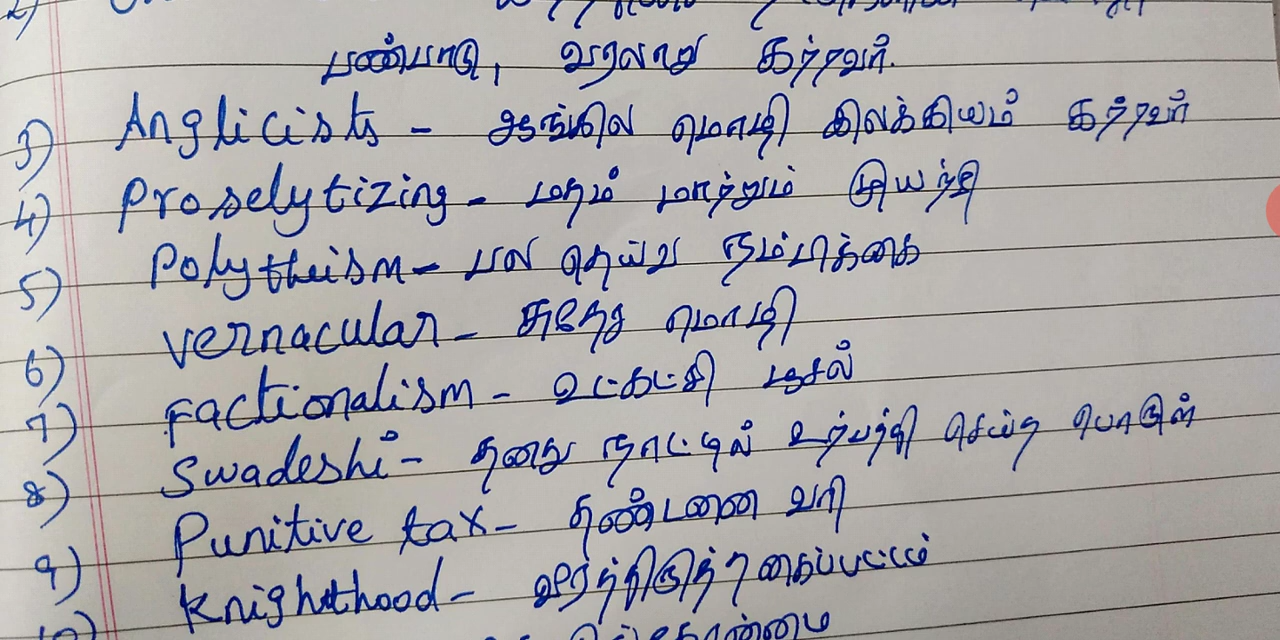 2)
பண்பாடு, வரலாறு கற்றவர்.
3) Anglicists - ஆங்கில மொழி இலக்கியம் கற்றவர்
4) Proselytizing - மதம் மாற்றும் முயற்சி
5) Polytheism - பல தெய்வ நம்பிக்கை
6) Vernacular - சுதேச மொழி
7) Factionalism - உட்கட்சி பூசல்
8) Swadeshi - தனது நாட்டில் உற்பத்தி செய்த பொருள்
9) Punitive tax - தண்டனை வரி
10) Knighthood -